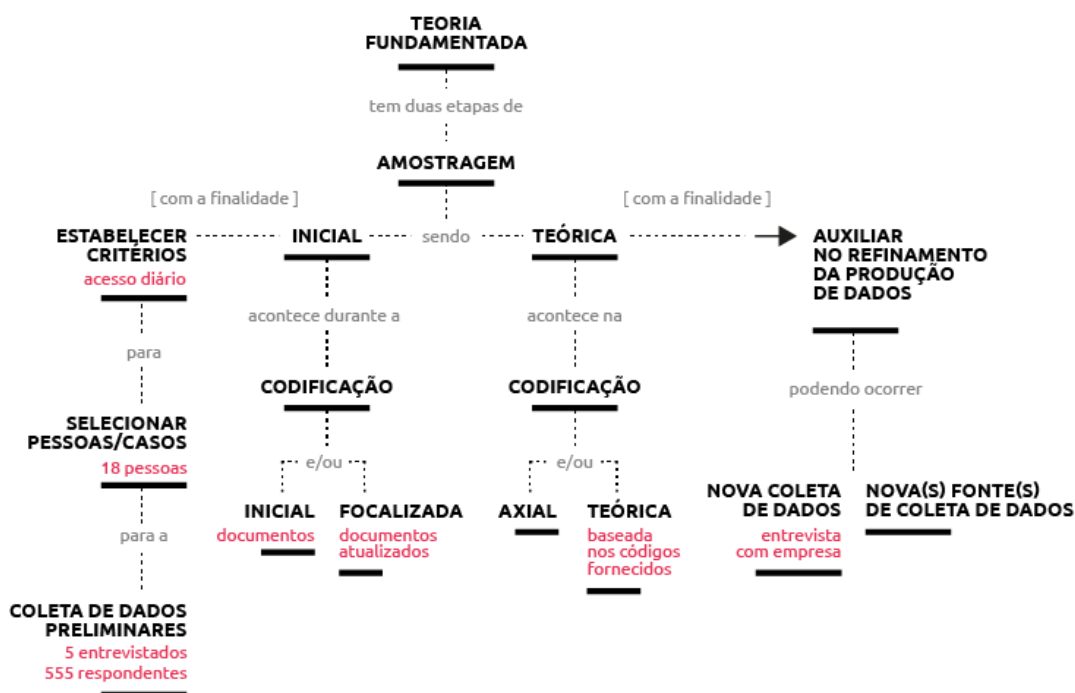 TEORIA
FUNDAMENTADA
tem duas etapas de
AMOSTRAGEM
[ com a finalidade ]
[ com a finalidade ]
ESTABELECER
CRITÉRIOS
acesso diário
INICIAL
sendo
TEÓRICA
AUXILIAR
NO REFINAMENTO
DA PRODUÇÃO
DE DADOS
para
acontece durante a
acontece na
podendo ocorrer
SELECIONAR
PESSOAS/CASOS
18 pessoas
CODIFICAÇÃO
CODIFICAÇÃO
e/ou
e/ou
para a
INICIAL
documentos
FOCALIZADA
documentos
atualizados
AXIAL
TEÓRICA
baseada
nos códigos
fornecidos
NOVA COLETA
DE DADOS
entrevista
com empresa
NOVA(S) FONTE(S)
DE COLETA DE DADOS
COLETA DE DADOS
PRELIMINARES
5 entrevistados
555 respondentes